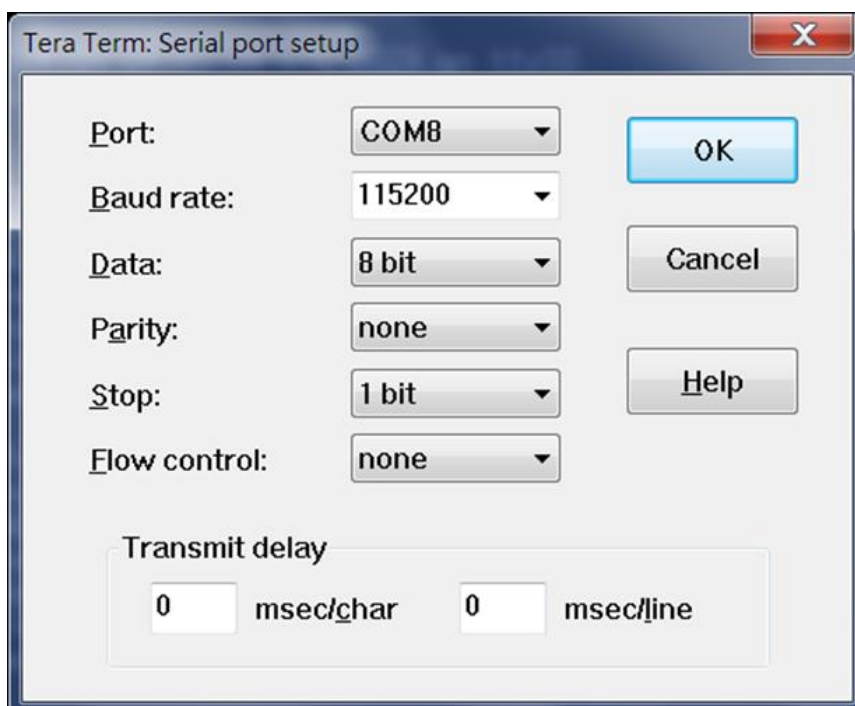 Tera Term: Serial port setup
Port: COM8
OK
Baud rate: 115200
Data: 8 bit
Cancel
Parity: none
Stop: 1 bit
Help
Flow control: none
Transmit delay
0 msec/char 0 msec/line